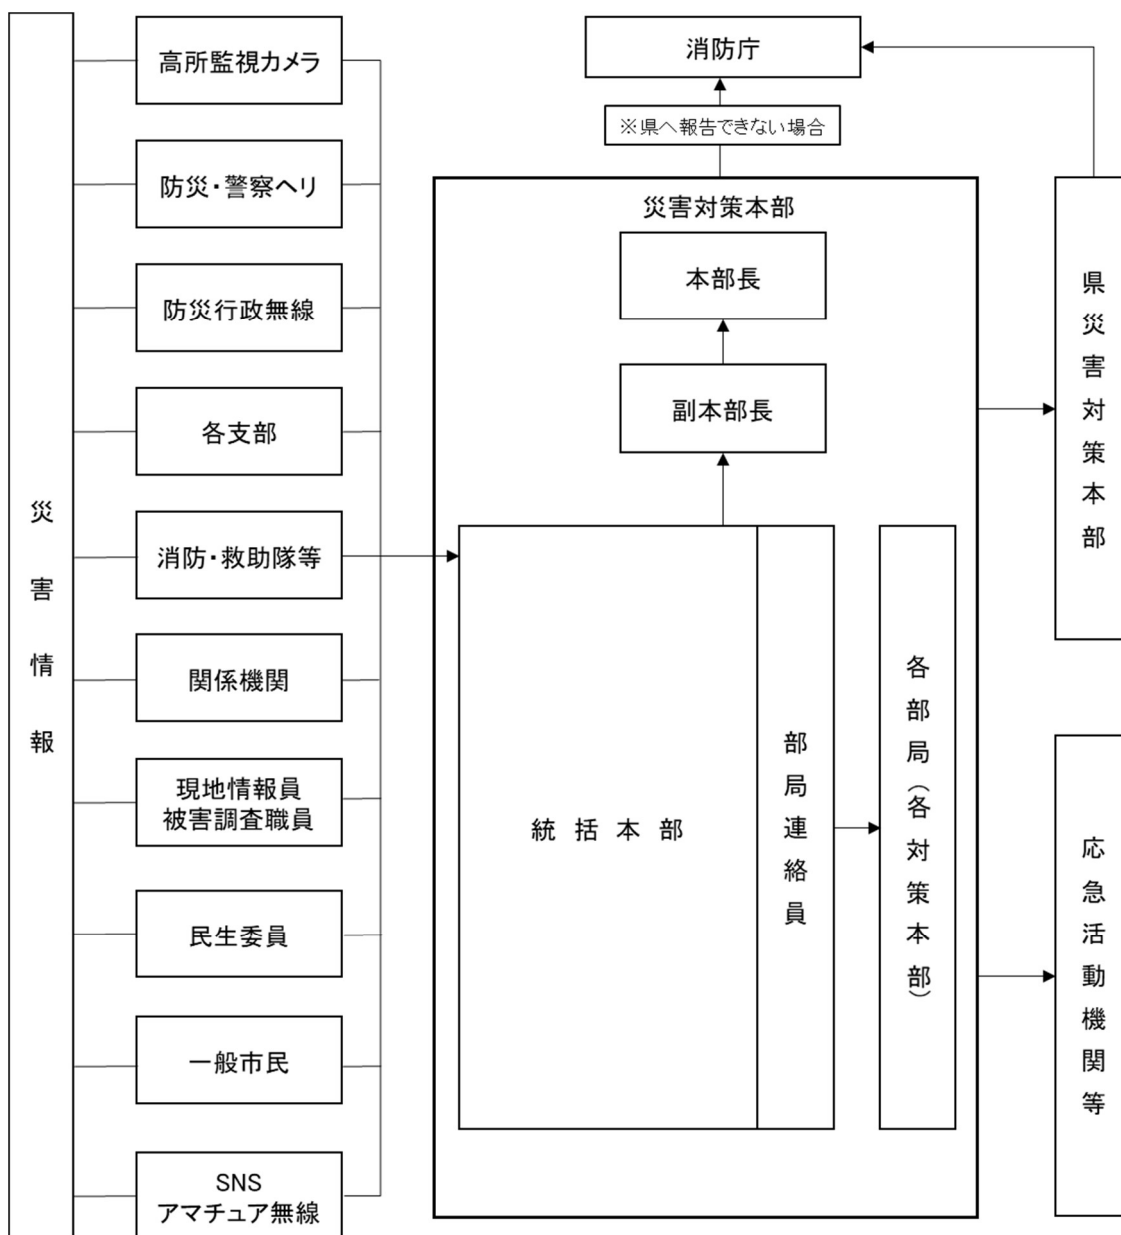 災害情報
高所監視カメラ
防災・警察ヘリ
防災行政無線
各支部
消防・救助隊等
関係機関
現地情報員
被害調査職員
民生委員
一般市民
SNS
アマチュア無線
消防庁
※県へ報告できない場合
災害対策本部
本部長
副本部長
統括本部
部局連絡員
各部局（各対策本部）
県災害対策本部
応急活動機関等